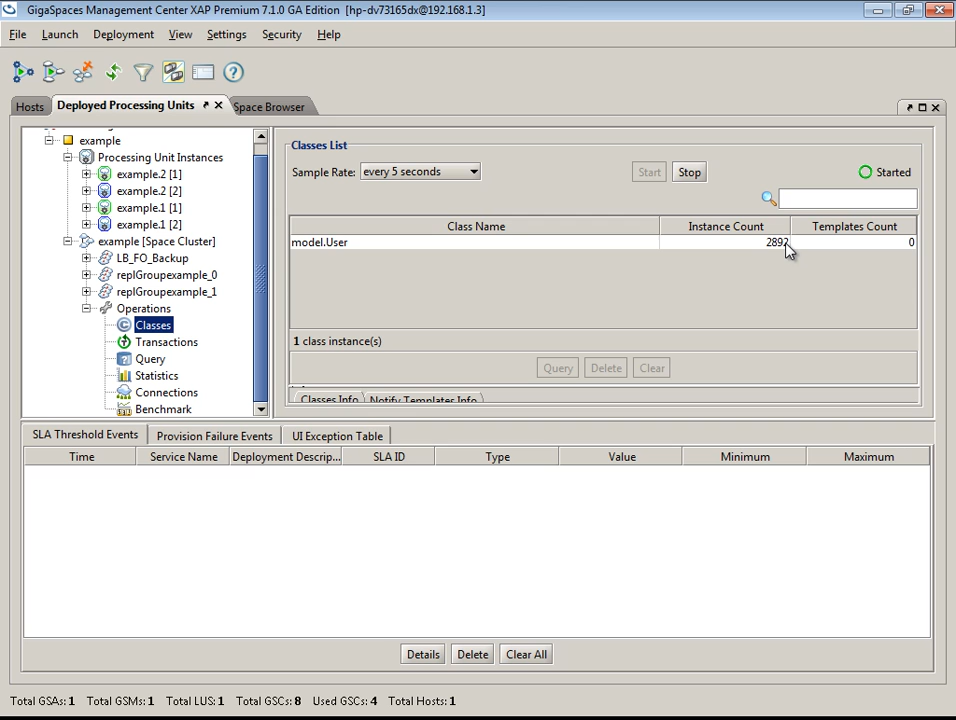 GigaSpaces Management Center XAP Premium 7.1.0 GA Edition [hp-dv73165dx@192.168.1.3]
File Launch Deployment View Settings Security Help
Hosts Deployed Processing Units Space Browser
example
Processing Unit Instances
example.2 [1]
example.2 [2]
example.1 [1]
example.1 [2]
example [Space Cluster]
LB_FO_Backup
replGroupexample_0
replGroupexample_1
Operations
Classes
Transactions
Query
Statistics
Connections
Benchmark
Classes List
Sample Rate: every 5 seconds Start Stop Started
Class Name Instance Count Templates Count
model.User 2892 0
1 class instance(s)
Query Delete Clear
Classes Info Notify Templates Info
SLA Threshold Events Provision Failure Events UI Exception Table
Time Service Name Deployment Descrip... SLA ID Type Value Minimum Maximum
Details Delete Clear All
Total GSAs: 1 Total GSMs: 1 Total LUS: 1 Total GSCs: 8 Used GSCs: 4 Total Hosts: 1